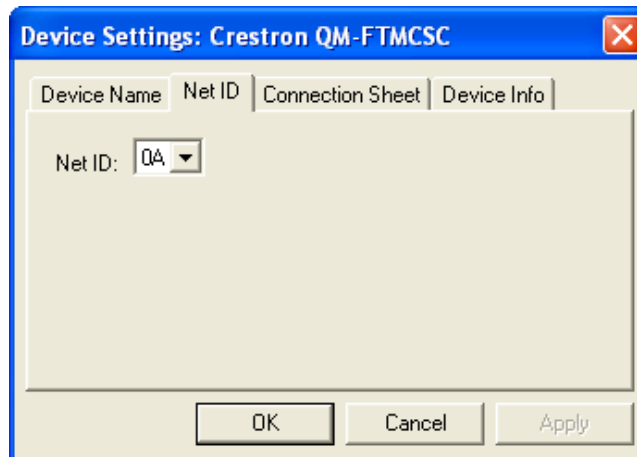 Device Settings: Crestron QM-FTMCSC
Device Name Net ID Connection Sheet Device Info
Net ID: 0A
OK Cancel Apply